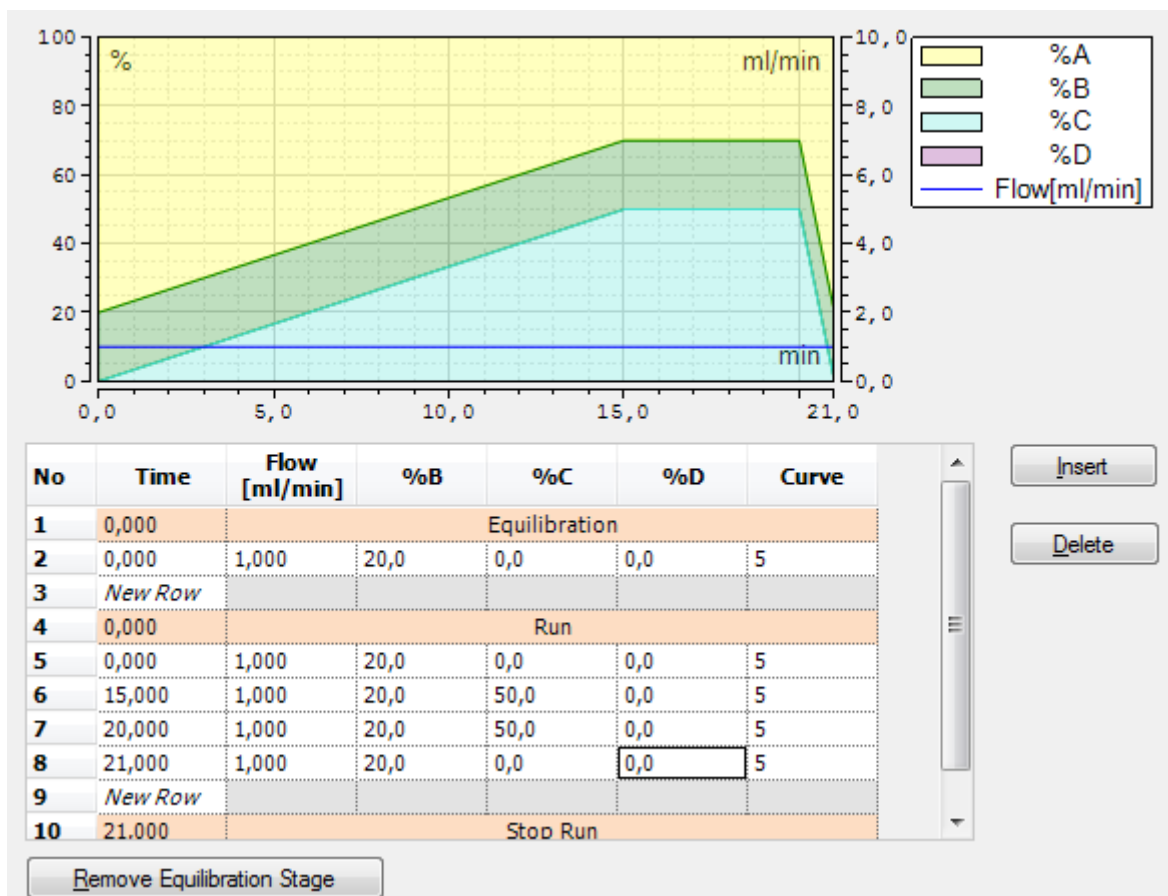 100
80
60
40
20
0
%
ml/min
min
10,0
8,0
6,0
4,0
2,0
0,0
0,0 5,0 10,0 15,0 21,0
%A
%B
%C
%D
Flow[ml/min]
No Time Flow [ml/min] %B %C %D Curve
1 0,000 Equilibration
2 0,000 1,000 20,0 0,0 0,0 5
3 New Row
4 0,000 Run
5 0,000 1,000 20,0 0,0 0,0 5
6 15,000 1,000 20,0 50,0 0,0 5
7 20,000 1,000 20,0 50,0 0,0 5
8 21,000 1,000 20,0 0,0 0,0 5
9 New Row
10 21.000 Stop Run
Insert
Delete
Remove Equilibration Stage